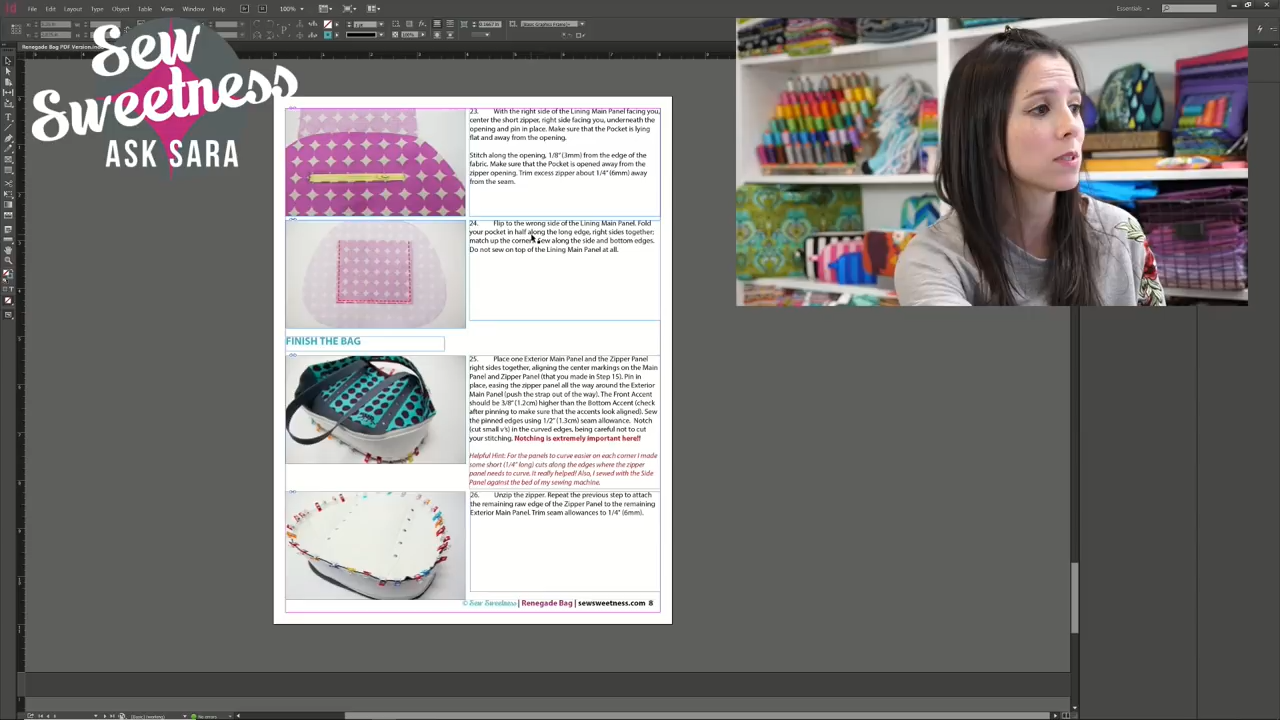 Id
File
Edit
Layout
Type
Object
Table
View
Window
Help
100%
Essentials
Sew
Sweetness
ASK SARA
23. With the right side of the Lining Main Panel facing you,
center the short zipper, right side facing you, underneath the
opening and pin in place. Make sure that the Pocket is lying
flat and away from the opening.
Stitch along the opening, 1/8" (3mm) from the edge of the
fabric. Make sure that the Pocket is opened away from the
zipper opening. Trim excess zipper about 1/4" (6mm) away
from the seam.
24. Flip to the wrong side of the Lining Main Panel. Fold
your pocket in half along the long edge, right sides together;
match up the corners. Sew along the side and bottom edges.
Do not sew on top of the Lining Main Panel at all.
FINISH THE BAG
25. Place one Exterior Main Panel and the Zipper Panel
right sides together, aligning the center markings on the Main
Panel and Zipper Panel (that you made in Step 15). Pin in
place, easing the zipper panel all the way around the Exterior
Main Panel (push the strap out of the way). The Front Accent
should be 3/8" (1.2cm) higher than the Bottom Accent (check
after pinning to make sure that the accents look aligned). Sew
the pinned edges using 1/2" (1.3cm) seam allowance. Notch
(cut small v's) in the curved edges, being careful not to cut
your stitching. Notching is extremely important here!!
Helpful Hint: For the panels to curve easier on each corner I made
some short (1/4" long) cuts along the edges where the zipper
panel needs to curve. It really helped! Also, I sewed with the Side
Panel against the bed of my sewing machine.
26. Unzip the zipper. Repeat the previous step to attach
the remaining raw edge of the Zipper Panel to the remaining
Exterior Main Panel. Trim seam allowances to 1/4" (6mm).
© Sew Sweetness | Renegade Bag | sewsweetness.com 8
No errors